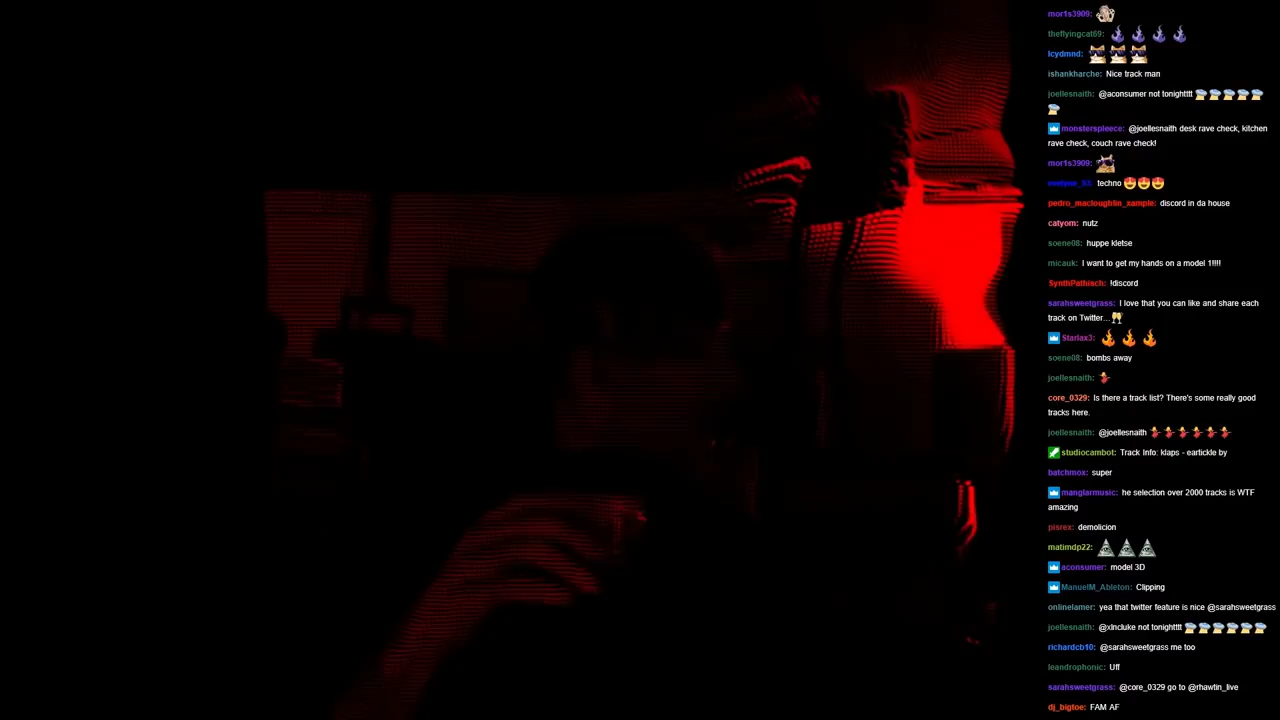 mor1s3909:
theflyingcat69:
lcydmnd:
ishankharche: Nice track man
joellesnaith: @aconsumer not tonightttt
monsterspleece: @joellesnaith desk rave check, kitchen
rave check, couch rave check!
mor1s3909:
techno
pedro_macloughlin_xample: discord in da house
catyom: nutz
soene08: huppe kletse
micauk: I want to get my hands on a model 1!!!!
SynthPathisch: !discord
sarahsweetgrass: I love that you can like and share each
track on Twitter...
Starlax3:
soene08: bombs away
joellesnaith:
core_0329: Is there a track list? There's some really good
tracks here.
joellesnaith: @joellesnaith
studiocambot: Track Info: klaps - eartickle by
batchmox: super
manglarmusic: he selection over 2000 tracks is WTF
amazing
pisrex: demolicion
matimdp22:
aconsumer: model 3D
ManuelM_Ableton: Clipping
onlinelamer: yea that twitter feature is nice @sarahsweetgrass
joellesnaith: @xlncluke not tonightttt
richardcb10: @sarahsweetgrass me too
leandrophonic: Uff
sarahsweetgrass: @core_0329 go to @rhawtin_live
dj_bigtoe: FAM AF